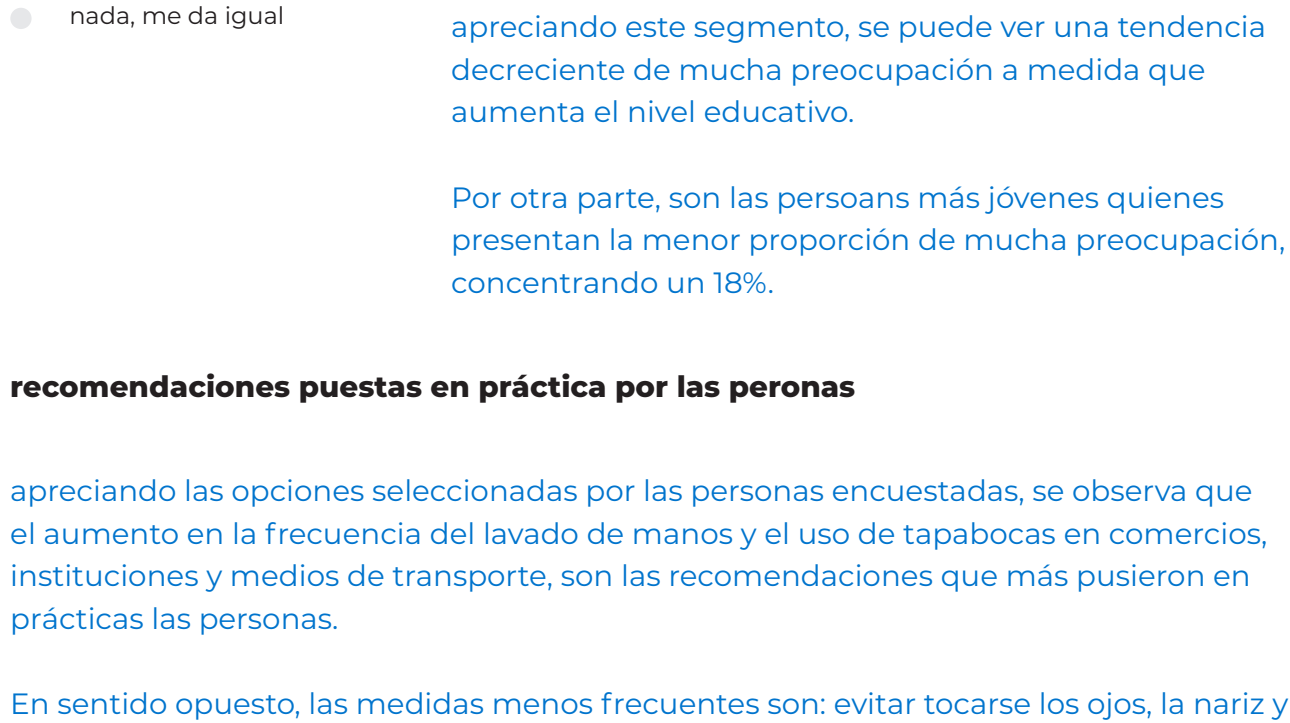 nada, me da igual
apreciando este segmento, se puede ver una tendencia
decreciente de mucha preocupación a medida que
aumenta el nivel educativo.
Por otra parte, son las persoans más jóvenes quienes
presentan la menor proporción de mucha preocupación,
concentrando un 18%.
recomendaciones puestas en práctica por las peronas
apreciando las opciones seleccionadas por las personas encuestadas, se observa que
el aumento en la frecuencia del lavado de manos y el uso de tapabocas en comercios,
instituciones y medios de transporte, son las recomendaciones que más pusieron en
prácticas las personas.
En sentido opuesto, las medidas menos frecuentes son: evitar tocarse los ojos, la nariz y